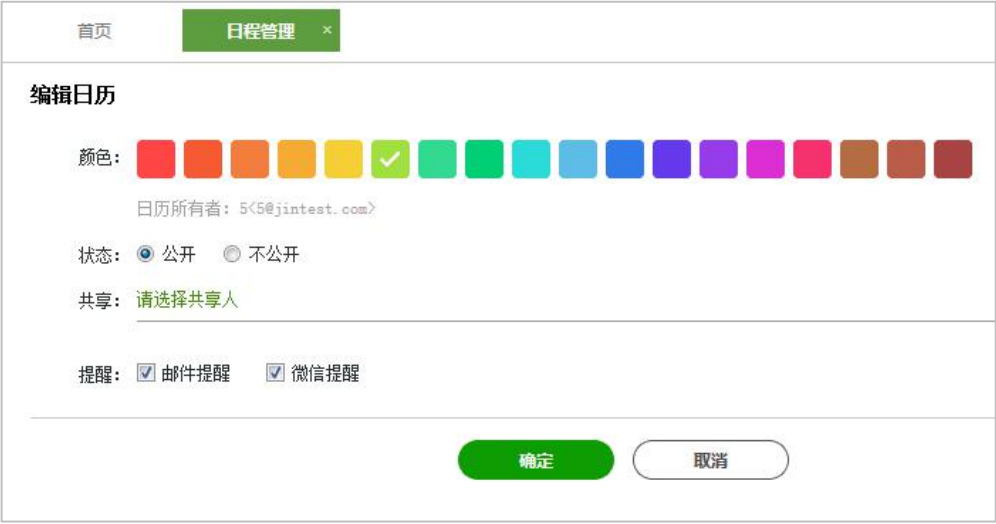 首页 日程管理 ×
编辑日历
颜色：
日历所有者：5<5@jintest.com>
状态： 公开 不公开
共享： 请选择共享人
提醒： 邮件提醒 微信提醒
确定 取消